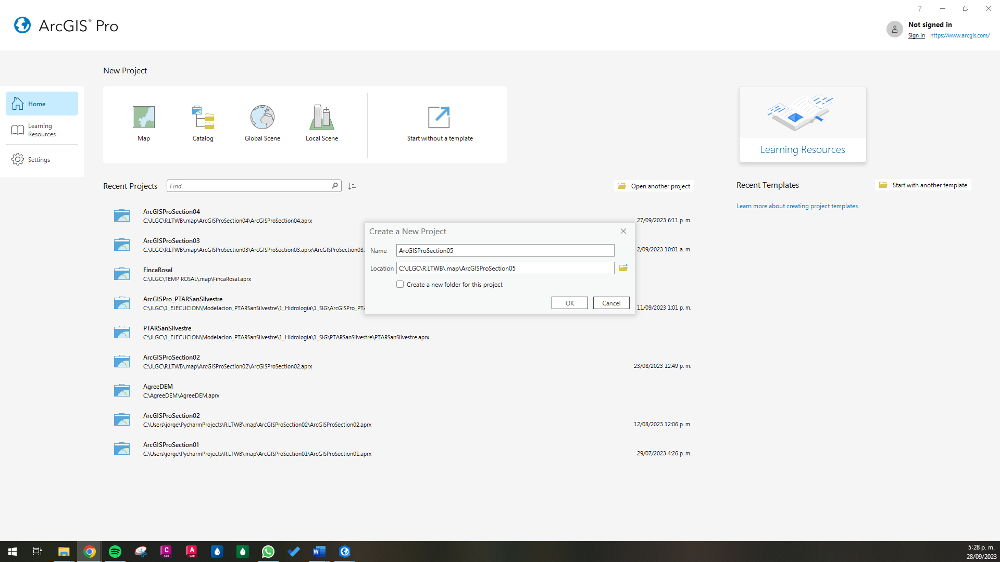 ?
ArcGIS® Pro
Not signed in
Sign in https://www.arcgis.com/
New Project
Home
Learning
Resources
Settings
Map
Catalog
Global Scene
Local Scene
Start without a template
Learning Resources
Recent Projects
Find
Open another project
Recent Templates
Start with another template
Learn more about creating project templates
ArcGISProSection04
C:\JLGC\R.LTWB\.map\ArcGISProSection04\ArcGISProSection04.aprx
27/09/2023 6:11 p. m.
ArcGISProSection03
C:\JLGC\R.LTWB\.map\ArcGISProSection03\ArcGISProSection03.aprx\ArcGISProSection03.
2/09/2023 10:01 a. m.
FincaRosal
C:\JLGC\TEMP ROSAL\.map\FincaRosal.aprx
ArcGISPro_PTARSanSilvestre
C:\JLGC\1_EJECUCION\Modelacion_PTARSanSilvestre\1_Hidrologia\1_SIG\ArcGISPro_PTA
11/09/2023 1:01 p. m.
PTARSanSilvestre
C:\JLGC\1_EJECUCION\Modelacion_PTARSanSilvestre\1_Hidrologia\1_SIG\PTARSanSilvestre\PTARSanSilvestre.aprx
ArcGISProSection02
C:\JLGC\R.LTWB\.map\ArcGISProSection02\ArcGISProSection02.aprx
23/08/2023 12:49 p. m.
AgreeDEM
C:\AgreeDEM\AgreeDEM.aprx
ArcGISProSection02
C:\Users\jorge\PycharmProjects\R.LTWB\.map\ArcGISProSection02\ArcGISProSection02.aprx
12/08/2023 12:06 p. m.
ArcGISProSection01
C:\Users\jorge\PycharmProjects\R.LTWB\.map\ArcGISProSection01\ArcGISProSection01.aprx
29/07/2023 4:26 p. m.
Create a New Project
Name ArcGISProSection05
Location C:\JLGC\R.LTWB\.map\ArcGISProSection05
Create a new folder for this project
OK
Cancel
C
C3D
A
CAD
W
5:28 p. m.
28/09/2023